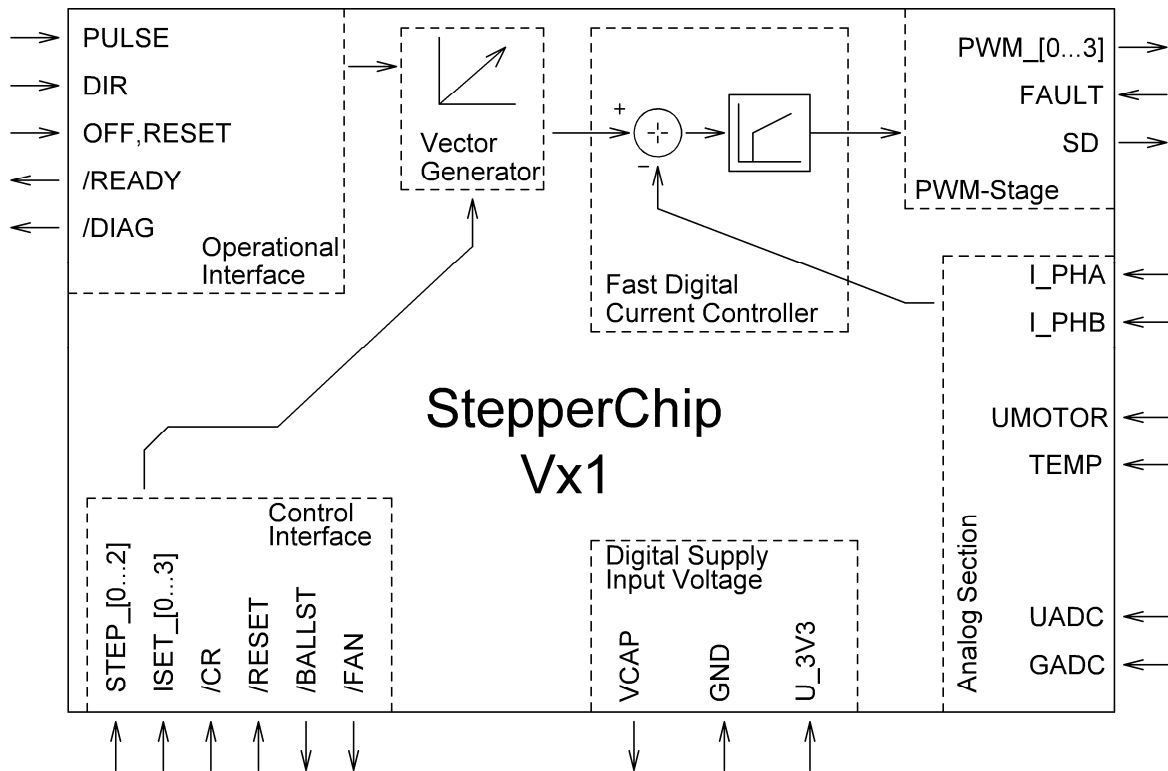 PULSE
DIR
OFF,RESET
/READY
/DIAG
Operational
Interface
Vector
Generator
+
−
Fast Digital
Current Controller
PWM_[0...3]
FAULT
SD
PWM-Stage
I_PHA
I_PHB
UMOTOR
TEMP
UADC
GADC
Analog Section
StepperChip
Vx1
Control
Interface
STEP_[0...2]
ISET_[0...3]
/CR
/RESET
/BALLST
/FAN
Digital Supply
Input Voltage
VCAP
GND
U_3V3